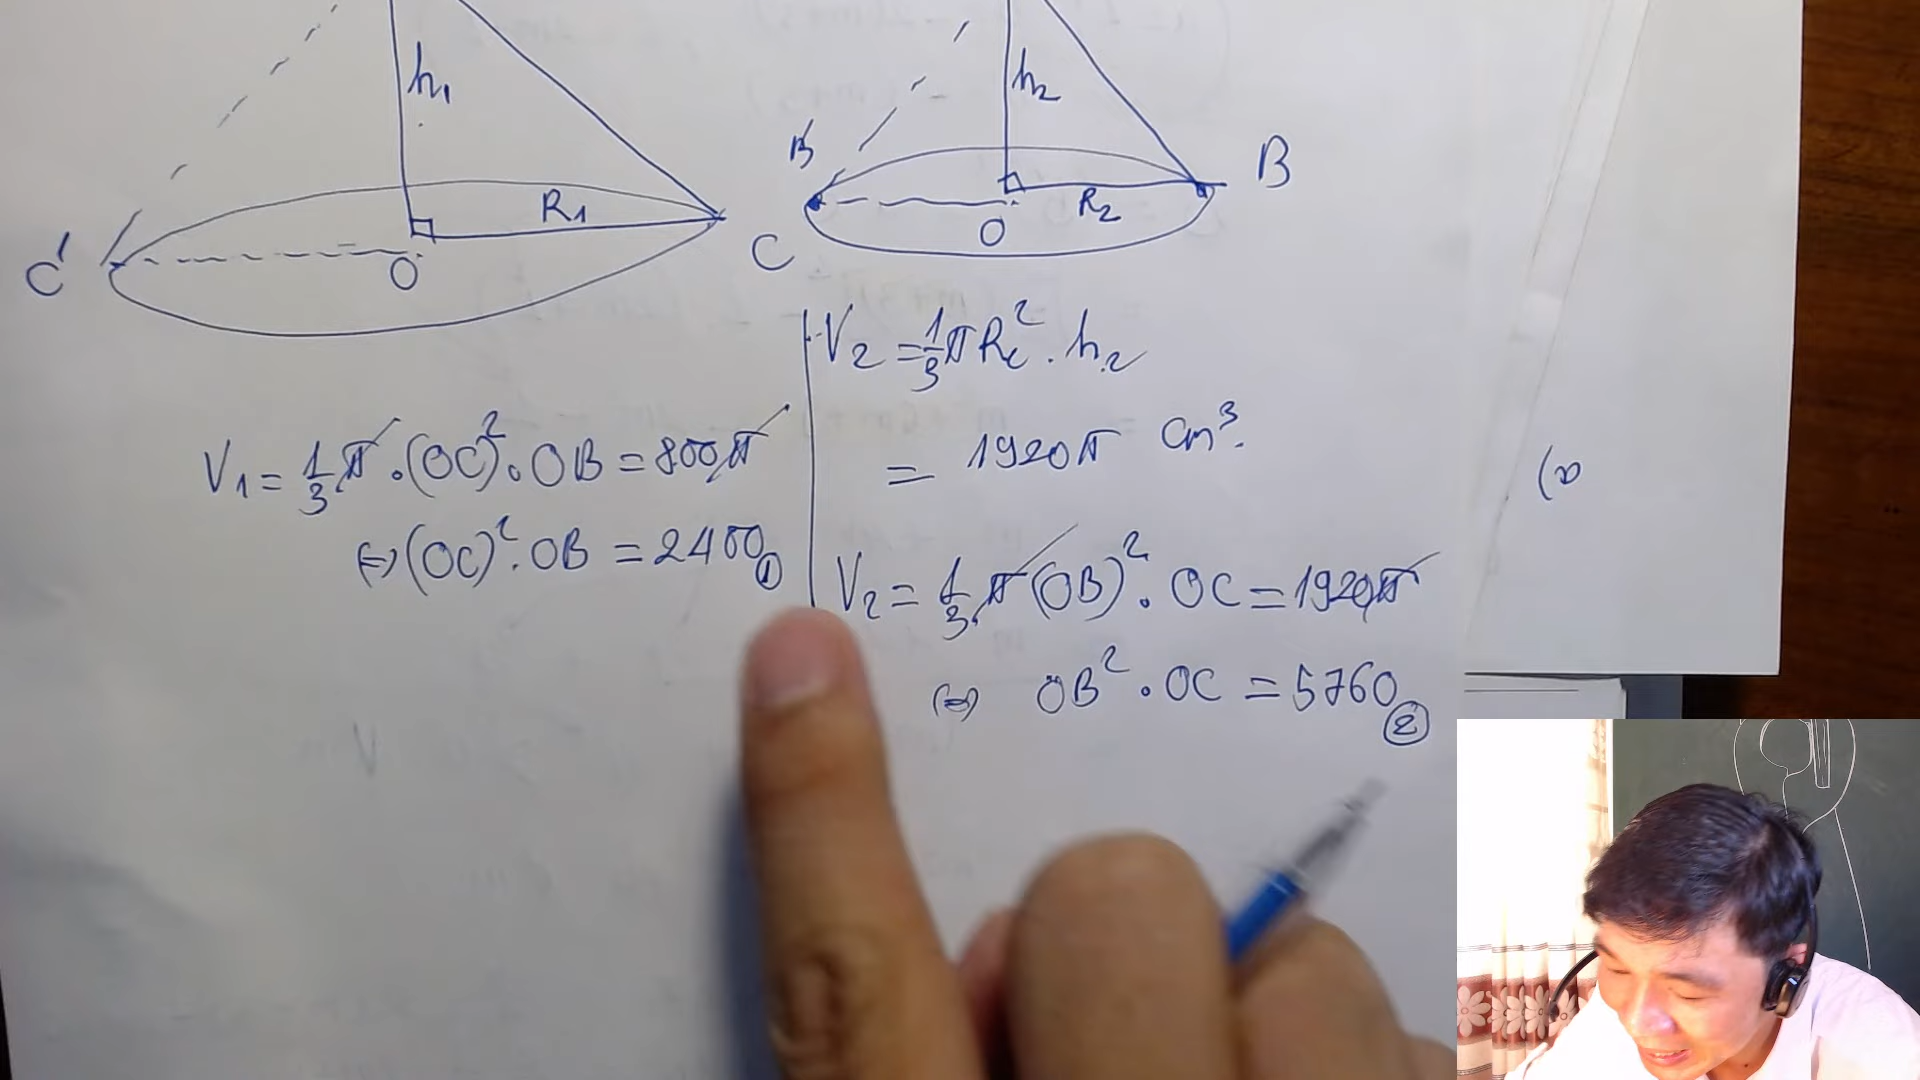 h₁
R₁
C'
O
C
h₂
B'
B
R₂
O
V₁ = 1/3 π . (OC)² . OB = 800π
⇔ (OC)² . OB = 2400 ①
V₂ = 1/3 π R₂² . h₂
= 1920π cm³.
V₂ = 1/3 . π (OB)² . OC = 1920π
⇔ OB² . OC = 5760 ②